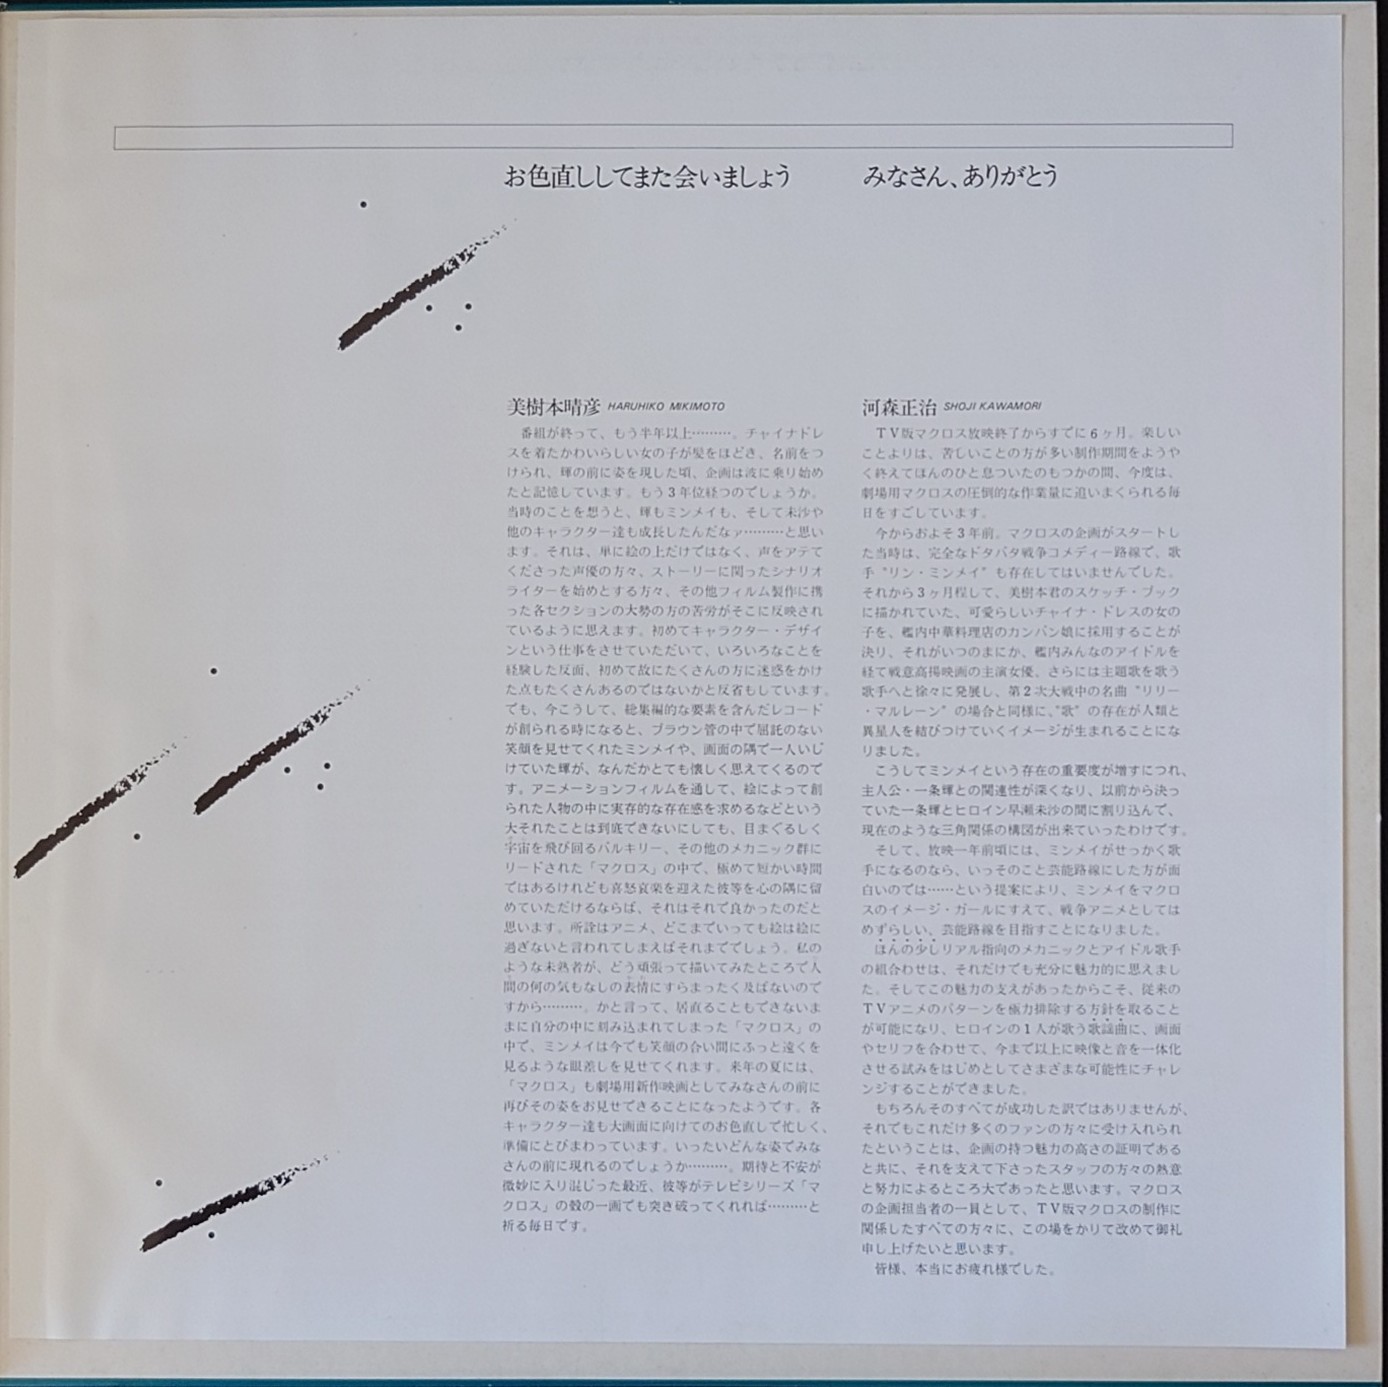 お色直ししてまた会いましょう
美樹本晴彦 HARUHIKO MIKIMOTO
番組が終って、もう半年以上………。チャイナドレ
スを着たかわいらしい女の子が髪をほどき、名前をつ
けられ、輝の前に姿を現した頃、企画は波に乗り始め
たと記憶しています。もう3年位経つのでしょうか。
当時のことを想うと、輝もミンメイも、そして未沙や
他のキャラクター達も成長したんだなァ………と思い
ます。それは、単に絵の上だけではなく、声をアテて
くださった声優の方々、ストーリーに関ったシナリオ
ライターを始めとする方々、その他フィルム製作に携
った各セクションの大勢の方の苦労がそこに反映され
ているように思えます。初めてキャラクター・デザイ
ンという仕事をさせていただいて、いろいろなことを
経験した反面、初めて故にたくさんの方に迷惑をかけ
た点もたくさんあるのではないかと反省もしています。
でも、今こうして、総集編的な要素を含んだレコード
が創られる時になると、ブラウン管の中で屈託のない
笑顔を見せてくれたミンメイや、画面の隅で一人いじ
けていた輝が、なんだかとても懐しく思えてくるので
す。アニメーションフィルムを通して、絵によって創
られた人物の中に実存的な存在感を求めるなどという
大それたことは到底できないにしても、目まぐるしく
宇宙を飛び回るバルキリー、その他のメカニック群に
リードされた「マクロス」の中で、極めて短かい時間
ではあるけれども喜怒哀楽を迎えた彼等を心の隅に留
めていただけるならば、それはそれで良かったのだと
思います。所詮はアニメ、どこまでいっても絵は絵に
過ぎないと言われてしまえばそれまででしょう。私の
ような未熟者が、どう頑張って描いてみたところで人
間の何の気もなしの表情にすらまったく及ばないので
すから………。かと言って、居直ることもできないま
まに自分の中に刻み込まれてしまった「マクロス」の
中で、ミンメイは今でも笑顔の合い間にふっと遠くを
見るような眼差しを見せてくれます。来年の夏には、
「マクロス」も劇場用新作映画としてみなさんの前に
再びその姿をお見せできることになったようです。各
キャラクター達も大画面に向けてのお色直しで忙しく、
準備にとびまわっています。いったいどんな姿でみな
さんの前に現れるのでしょうか………。期待と不安が
微妙に入り混じった最近、彼等がテレビシリーズ「マ
クロス」の殻の一画でも突き破ってくれれば………と
祈る毎日です。
みなさん、ありがとう
河森正治 SHOJI KAWAMORI
TV版マクロス放映終了からすでに6ヶ月。楽しい
ことよりは、苦しいことの方が多い制作期間をようや
く終えてほんのひと息ついたのもつかの間、今度は、
劇場用マクロスの圧倒的な作業量に追いまくられる毎
日をすごしています。
今からおよそ3年前。マクロスの企画がスタートし
た当時は、完全なドタバタ戦争コメディー路線で、歌
手“リン・ミンメイ”も存在してはいませんでした。
それから3ヶ月程して、美樹本君のスケッチ・ブック
に描かれていた、可愛らしいチャイナ・ドレスの女の
子を、艦内中華料理店のカンバン娘に採用することが
決り、それがいつのまにか、艦内みんなのアイドルを
経て戦意高揚映画の主演女優、さらには主題歌を歌う
歌手へと徐々に発展し、第2次大戦中の名曲“リリー
・マルレーン”の場合と同様に、“歌”の存在が人類と
異星人を結びつけていくイメージが生まれることにな
りました。
こうしてミンメイという存在の重要度が増すにつれ、
主人公・一条輝との関連性が深くなり、以前から決っ
ていた一条輝とヒロイン早瀬未沙の間に割り込んで、
現在のような三角関係の構図が出来ていったわけです。
そして、放映一年前頃には、ミンメイがせっかく歌
手になるのなら、いっそのこと芸能路線にした方が面
白いのでは……という提案により、ミンメイをマクロ
スのイメージ・ガールにすえて、戦争アニメとしては
めずらしい、芸能路線を目指すことになりました。
ほんの少しリアル指向のメカニックとアイドル歌手
の組合わせは、それだけでも充分に魅力的に思えまし
た。そしてこの魅力の支えがあったからこそ、従来の
TVアニメのパターンを極力排除する方針を取ること
が可能になり、ヒロインの1人が歌う歌謡曲に、画面
やセリフを合わせて、今まで以上に映像と音を一体化
させる試みをはじめとしてさまざまな可能性にチャレ
ンジすることができました。
もちろんそのすべてが成功した訳ではありませんが、
それでもこれだけ多くのファンの方々に受け入れられ
たということは、企画の持つ魅力の高さの証明である
と共に、それを支えて下さったスタッフの方々の熱意
と努力によるところ大であったと思います。マクロス
の企画担当者の一員として、TV版マクロスの制作に
関係したすべての方々に、この場をかりて改めて御礼
申し上げたいと思います。
皆様、本当にお疲れ様でした。